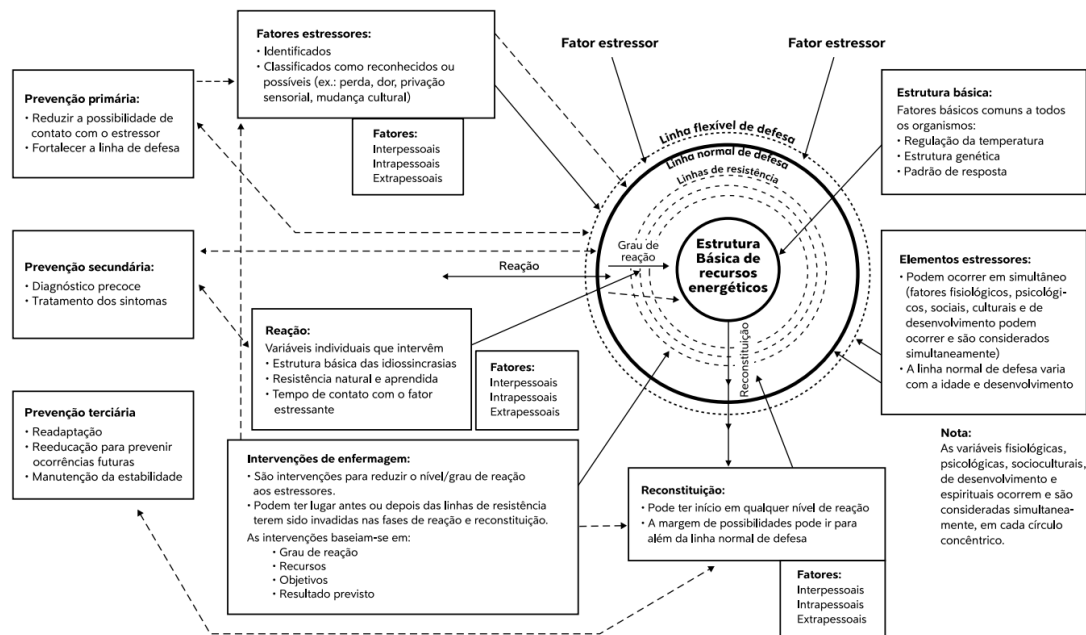 Fatores estressores:
• Identificados
• Classificados como reconhecidos ou
possíveis (ex.: perda, dor, privação
sensorial, mudança cultural)
Fatores:
Interpessoais
Intrapessoais
Extrapessoais
Prevenção primária:
• Reduzir a possibilidade de
contato com o estressor
• Fortalecer a linha de defesa
Prevenção secundária:
• Diagnóstico precoce
• Tratamento dos sintomas
Prevenção terciária
• Readaptação
• Reeducação para prevenir
ocorrências futuras
• Manutenção da estabilidade
Fator estressor
Fator estressor
Linha flexível de defesa
Linha normal de defesa
Linhas de resistência
Grau de
reação
Estrutura
Básica de
recursos
energéticos
Reação
Reconstituição
Estrutura básica:
Fatores básicos comuns a todos
os organismos:
• Regulação da temperatura
• Estrutura genética
• Padrão de resposta
Elementos estressores:
• Podem ocorrer em simultâneo
(fatores fisiológicos, psicológi-
cos, sociais, culturais e de
desenvolvimento podem
ocorrer e são considerados
simultaneamente)
• A linha normal de defesa varia
com a idade e desenvolvimento
Nota:
As variáveis fisiológicas,
psicológicas, socioculturais,
de desenvolvimento e
espirituais ocorrem e são
consideradas simultanea-
mente, em cada círculo
concêntrico.
Reação:
Variáveis individuais que intervêm
• Estrutura básica das idiossincrasias
• Resistência natural e aprendida
• Tempo de contato com o fator
estressante
Fatores:
Interpessoais
Intrapessoais
Extrapessoais
Intervenções de enfermagem:
• São intervenções para reduzir o nível/grau de reação
aos estressores.
• Podem ter lugar antes ou depois das linhas de resistência
terem sido invadidas nas fases de reação e reconstituição.
As intervenções baseiam-se em:
• Grau de reação
• Recursos
• Objetivos
• Resultado previsto
Reconstituição:
• Pode ter início em qualquer nível de reação
• A margem de possibilidades pode ir para
além da linha normal de defesa
Fatores:
Interpessoais
Intrapessoais
Extrapessoais